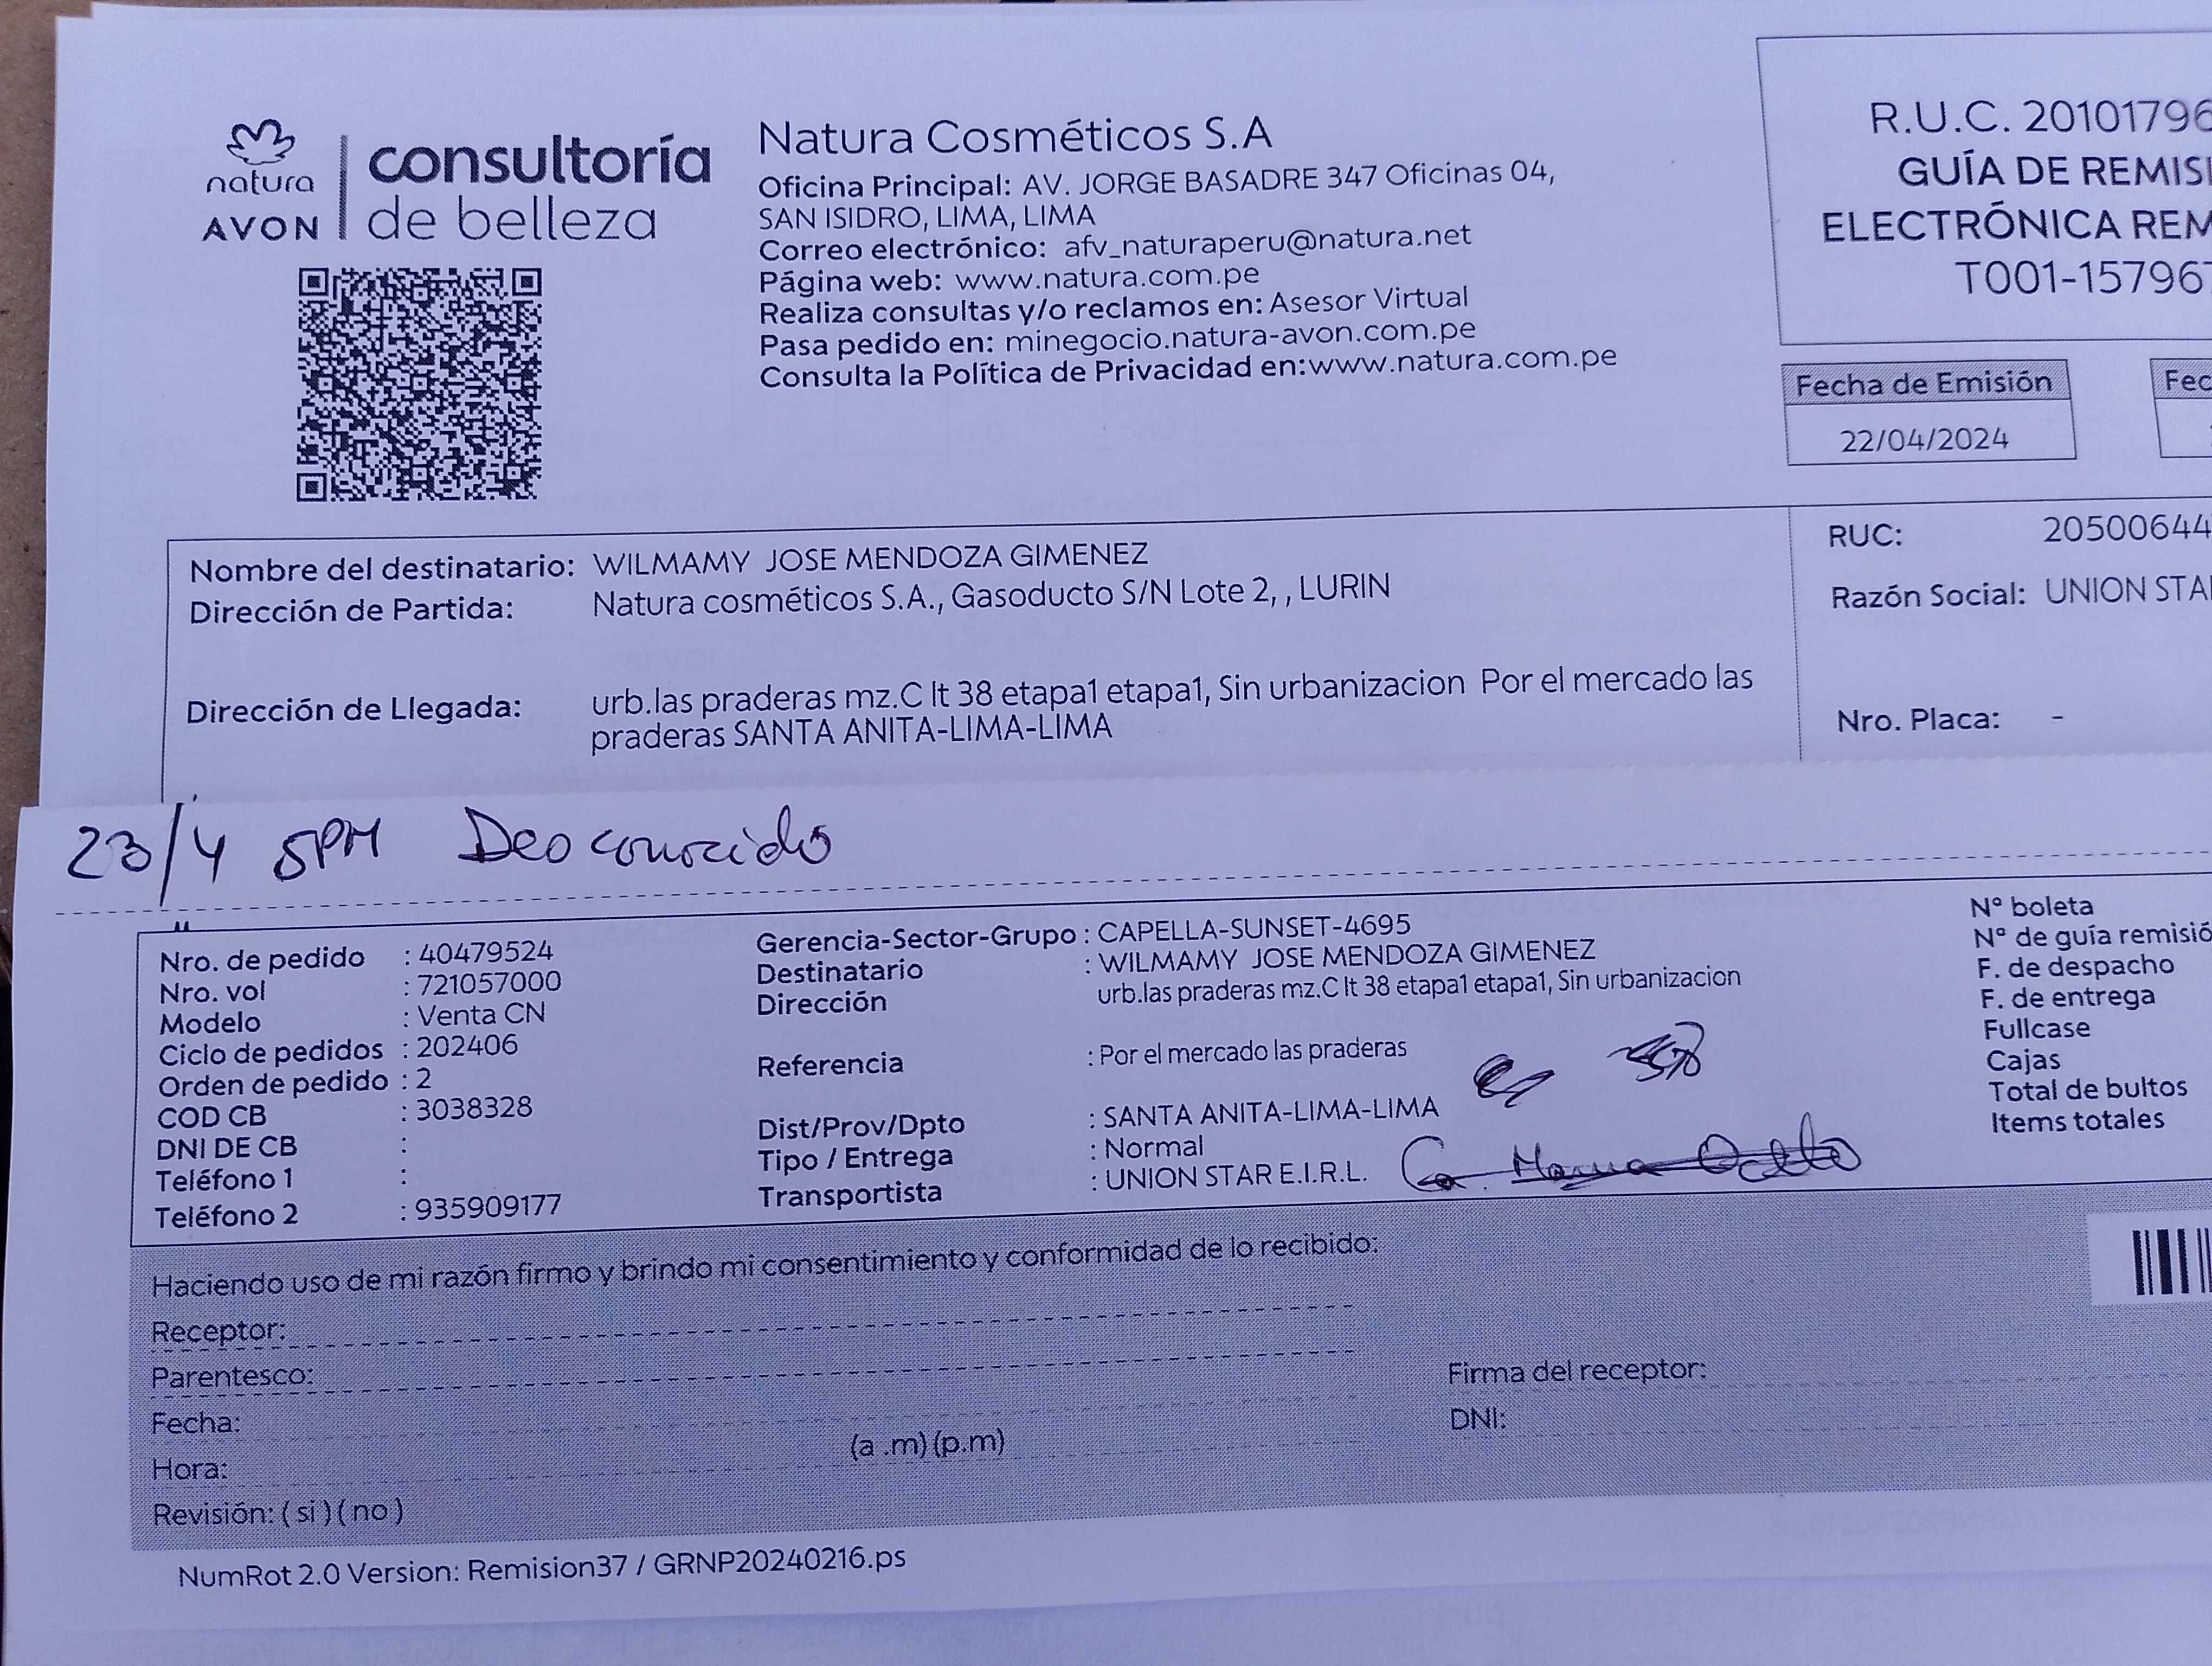 natura
AVON
consultoría
de belleza
Natura Cosméticos S.A
Oficina Principal: AV. JORGE BASADRE 347 Oficinas 04,
SAN ISIDRO, LIMA, LIMA
Correo electrónico: afv_naturaperu@natura.net
Página web: www.natura.com.pe
Realiza consultas y/o reclamos en: Asesor Virtual
Pasa pedido en: minegocio.natura-avon.com.pe
Consulta la Política de Privacidad en:www.natura.com.pe
R.U.C. 20101796
GUÍA DE REMISI
ELECTRÓNICA REM
T001-15796
Fecha de Emisión
22/04/2024
Fec
Nombre del destinatario: WILMAMY JOSE MENDOZA GIMENEZ
Dirección de Partida: Natura cosméticos S.A., Gasoducto S/N Lote 2, , LURIN
Dirección de Llegada: urb.las praderas mz.C lt 38 etapa1 etapa1, Sin urbanizacion Por el mercado las
praderas SANTA ANITA-LIMA-LIMA
RUC: 20500644
Razón Social: UNION STA
Nro. Placa: -
23/4 5PM Desconocido
Nro. de pedido : 40479524
Nro. vol : 721057000
Modelo : Venta CN
Ciclo de pedidos : 202406
Orden de pedido : 2
COD CB : 3038328
DNI DE CB :
Teléfono 1 :
Teléfono 2 : 935909177
Gerencia-Sector-Grupo : CAPELLA-SUNSET-4695
Destinatario : WILMAMY JOSE MENDOZA GIMENEZ
Dirección urb.las praderas mz.C lt 38 etapa1 etapa1, Sin urbanizacion
Referencia : Por el mercado las praderas
Dist/Prov/Dpto : SANTA ANITA-LIMA-LIMA
Tipo / Entrega : Normal
Transportista : UNION STAR E.I.R.L.
N° boleta
N° de guía remisió
F. de despacho
F. de entrega
Fullcase
Cajas
Total de bultos
Items totales
Haciendo uso de mi razón firmo y brindo mi consentimiento y conformidad de lo recibido:
Receptor:
Parentesco:
Fecha:
Hora:
(a .m) (p.m)
Revisión: ( si ) ( no )
Firma del receptor:
DNI:
NumRot 2.0 Version: Remision37 / GRNP20240216.ps